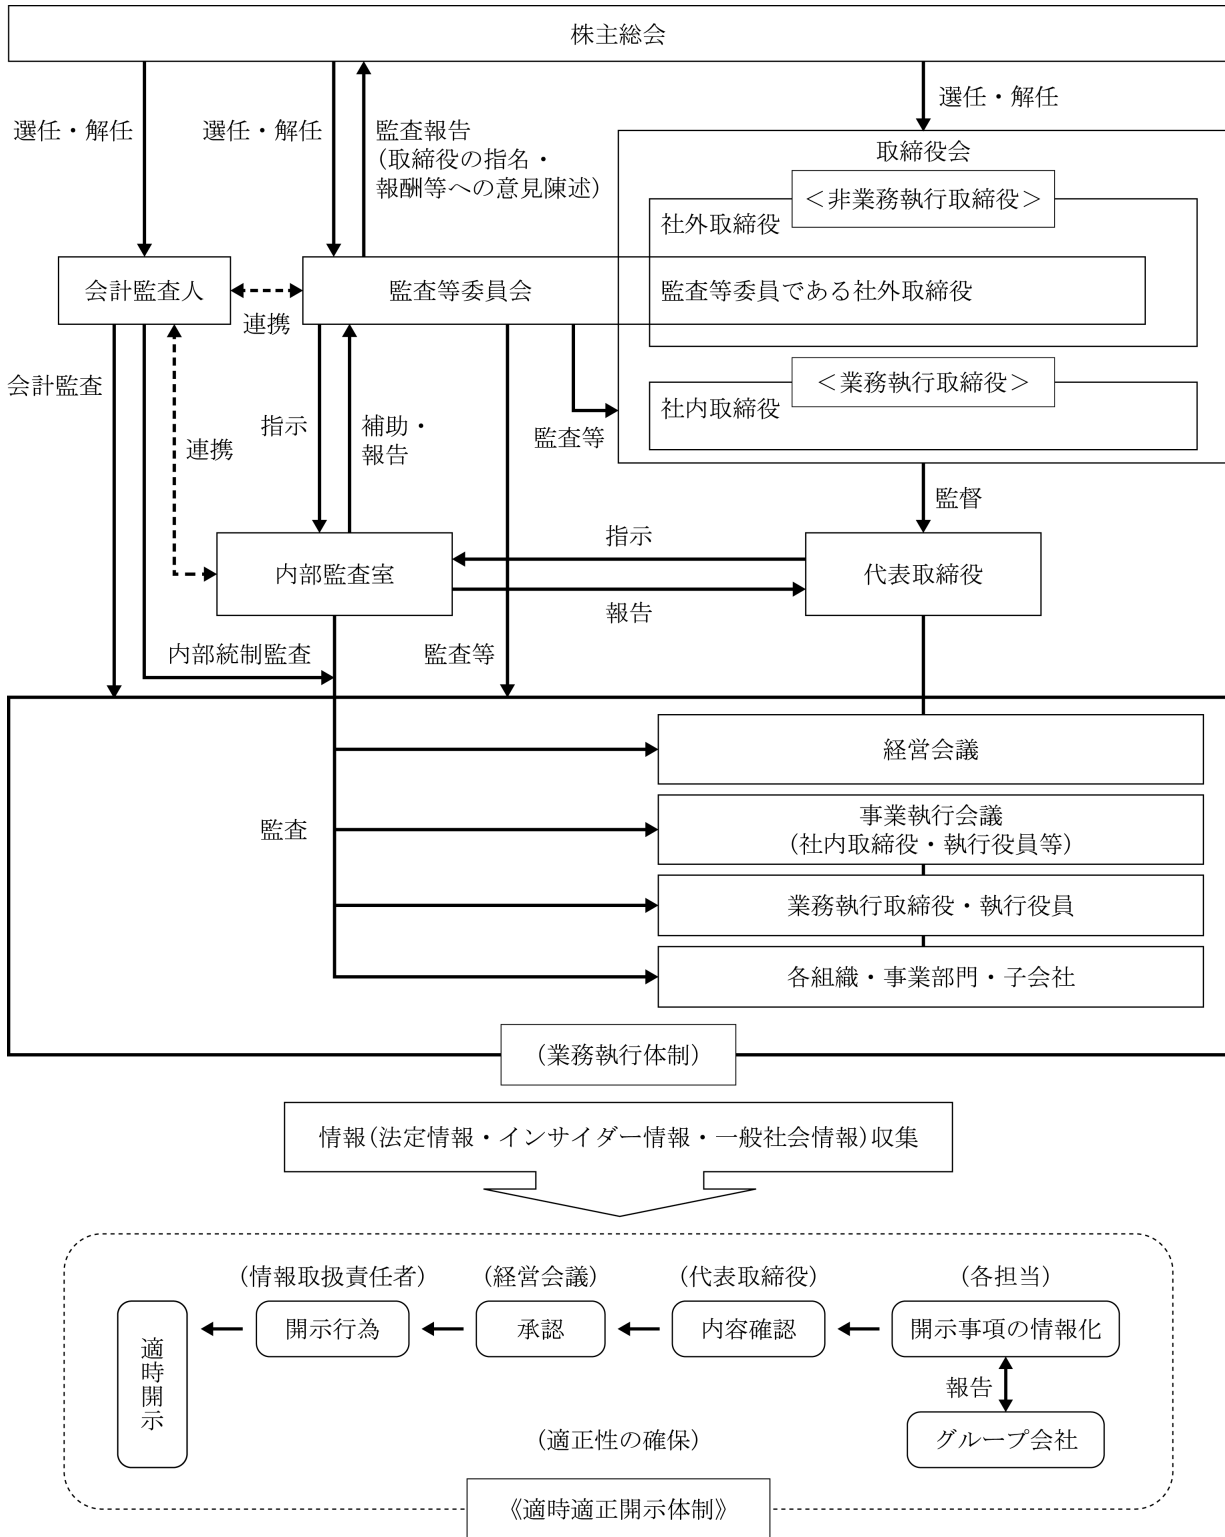 株主総会
選任・解任
選任・解任
監査報告
(取締役の指名・
報酬等への意見陳述)
選任・解任
取締役会
＜非業務執行取締役＞
社外取締役
会計監査人
連携
監査等委員会
監査等委員である社外取締役
＜業務執行取締役＞
社内取締役
会計監査
連携
指示
補助・
報告
監査等
監督
内部監査室
指示
報告
代表取締役
内部統制監査
監査等
経営会議
監査
事業執行会議
(社内取締役・執行役員等)
業務執行取締役・執行役員
各組織・事業部門・子会社
(業務執行体制)
情報(法定情報・インサイダー情報・一般社会情報)収集
(情報取扱責任者)
(経営会議)
(代表取締役)
(各担当)
適時開示
開示行為
承認
内容確認
開示事項の情報化
報告
グループ会社
(適正性の確保)
《適時適正開示体制》